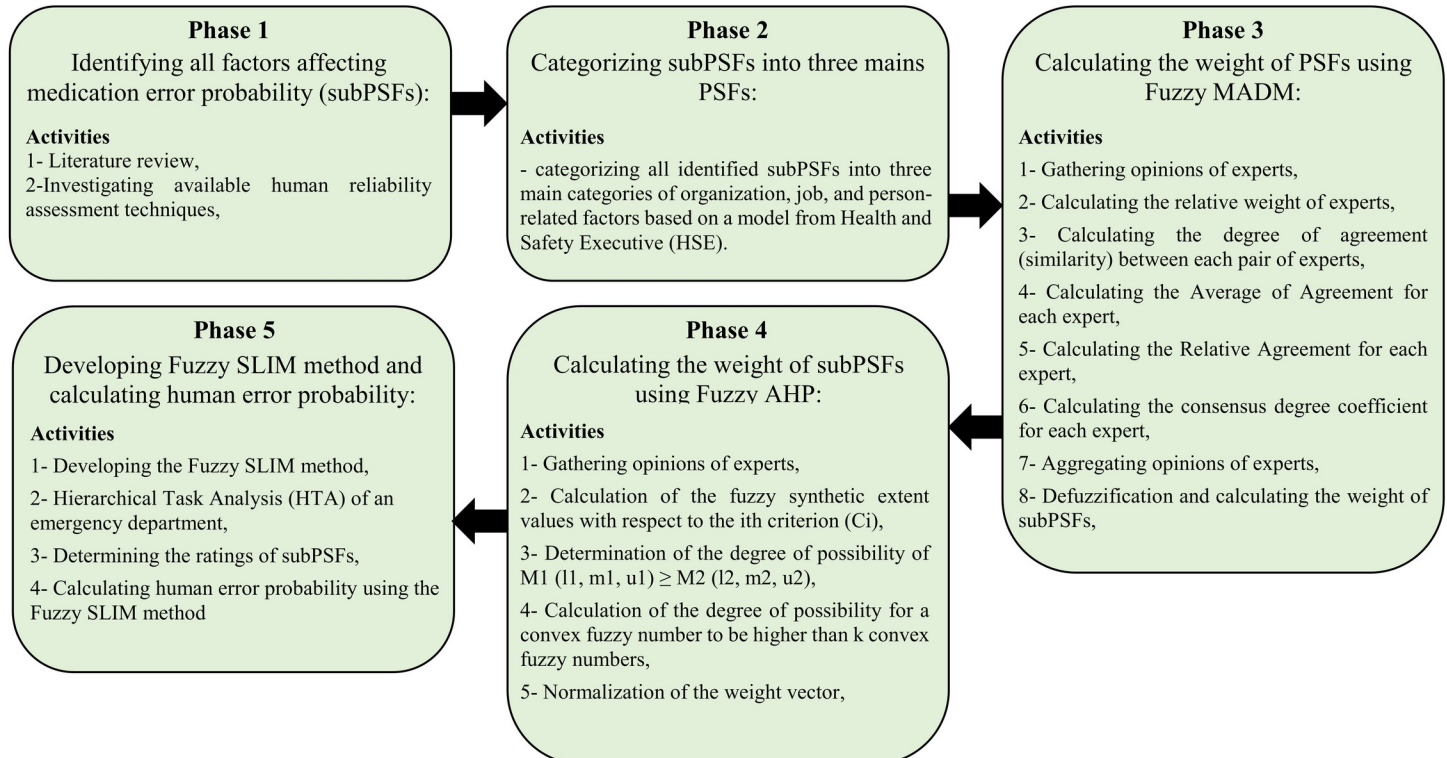 Phase 1
Identifying all factors affecting
medication error probability (subPSFs):
Activities
1- Literature review,
2-Investigating available human reliability
assessment techniques,
Phase 2
Categorizing subPSFs into three mains
PSFs:
Activities
- categorizing all identified subPSFs into three
main categories of organization, job, and person-
related factors based on a model from Health and
Safety Executive (HSE).
Phase 3
Calculating the weight of PSFs using
Fuzzy MADM:
Activities
1- Gathering opinions of experts,
2- Calculating the relative weight of experts,
3- Calculating the degree of agreement
(similarity) between each pair of experts,
4- Calculating the Average of Agreement for
each expert,
5- Calculating the Relative Agreement for each
expert,
6- Calculating the consensus degree coefficient
for each expert,
7- Aggregating opinions of experts,
8- Defuzzification and calculating the weight of
subPSFs,
Phase 4
Calculating the weight of subPSFs
using Fuzzy AHP:
Activities
1- Gathering opinions of experts,
2- Calculation of the fuzzy synthetic extent
values with respect to the ith criterion (Ci),
3- Determination of the degree of possibility of
M1 (l1, m1, u1) ≥ M2 (l2, m2, u2),
4- Calculation of the degree of possibility for a
convex fuzzy number to be higher than k convex
fuzzy numbers,
5- Normalization of the weight vector,
Phase 5
Developing Fuzzy SLIM method and
calculating human error probability:
Activities
1- Developing the Fuzzy SLIM method,
2- Hierarchical Task Analysis (HTA) of an
emergency department,
3- Determining the ratings of subPSFs,
4- Calculating human error probability using the
Fuzzy SLIM method